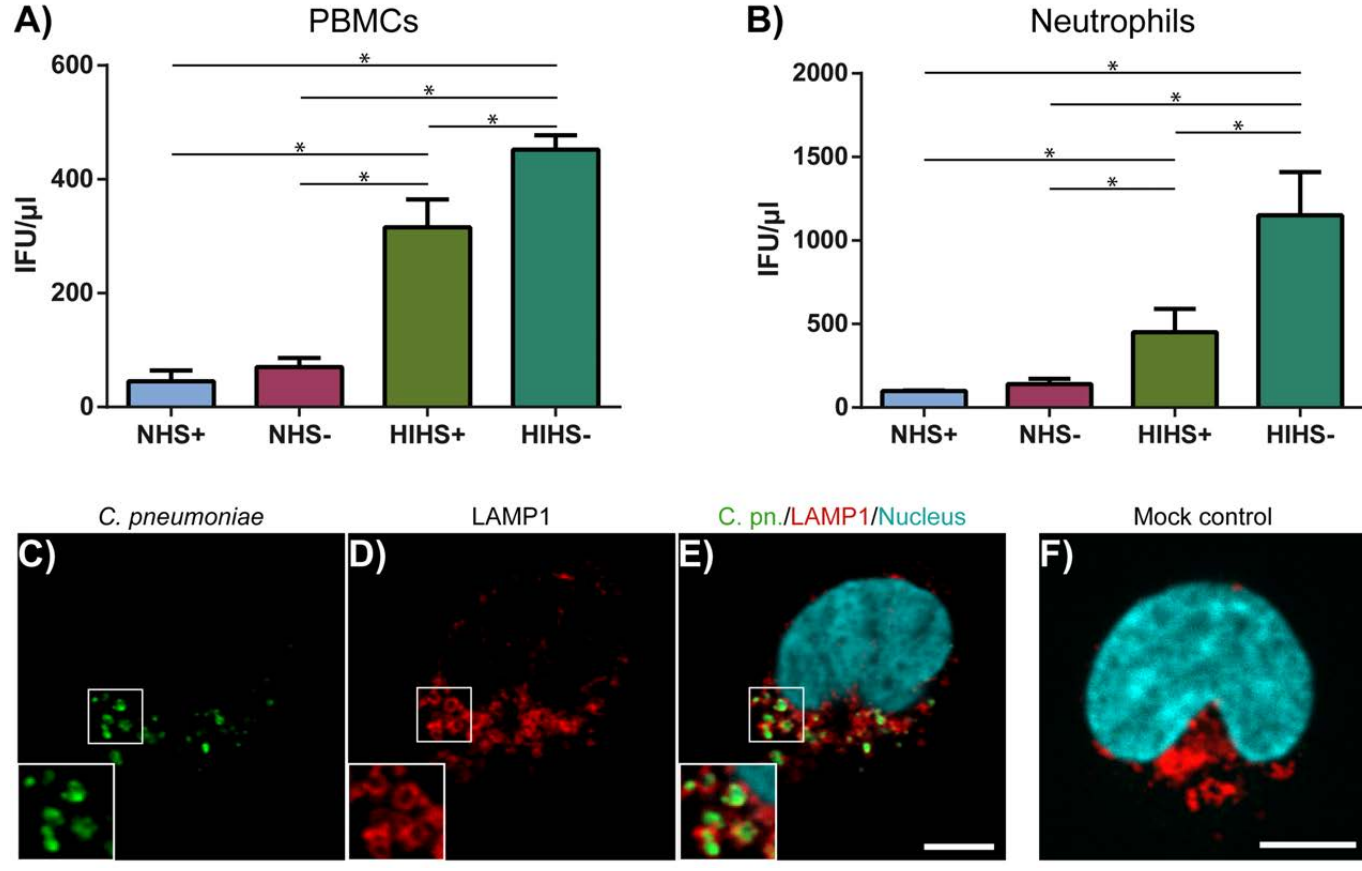 A) PBMCs
600
400
200
0
IFU/µl
* 
*
*
*
*
NHS+ NHS- HIHS+ HIHS-
B) Neutrophils
2000
1500
1000
500
0
IFU/µl
*
*
*
*
*
NHS+ NHS- HIHS+ HIHS-
C. pneumoniae LAMP1 C. pn./LAMP1/Nucleus Mock control
C) D) E) F)